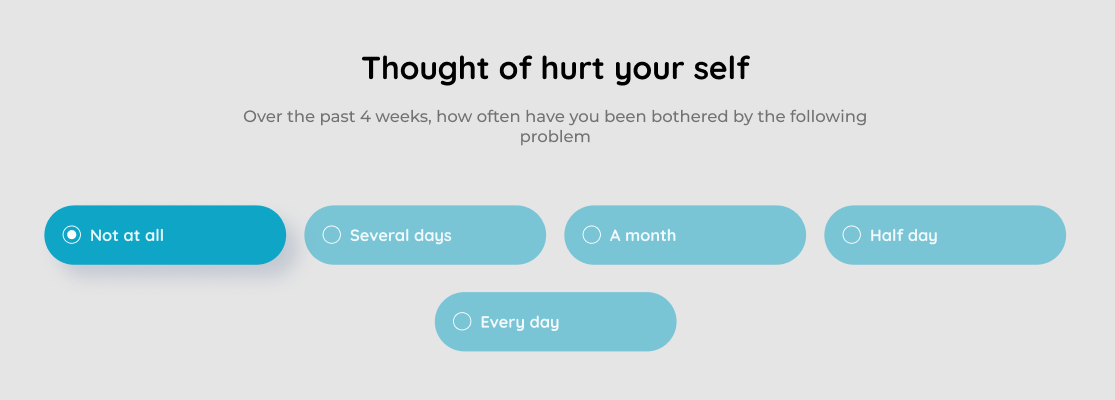 Thought of hurt your self
Over the past 4 weeks, how often have you been bothered by the following
problem
Not at all
Several days
A month
Half day
Every day